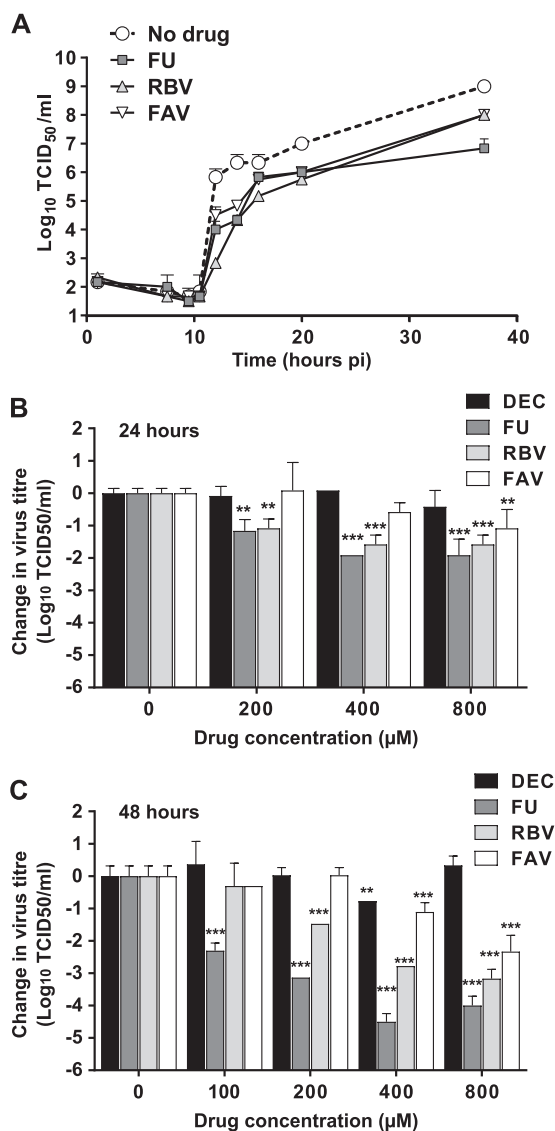 A
No drug
FU
RBV
FAV
Log10 TCID50/ml
10
9
8
7
6
5
4
3
2
1
0 10 20 30 40
Time (hours pi)
B
24 hours
DEC
FU
RBV
FAV
Change in virus titre
(Log10 TCID50/ml)
2
1
0
-1
-2
-3
-4
-5
-6
** **
*** ***
*** *** **
0 200 400 800
Drug concentration (µM)
C
48 hours
DEC
FU
RBV
FAV
Change in virus titre
(Log10 TCID50/ml)
2
1
0
-1
-2
-3
-4
-5
-6
***
*** ***
** *** *** ***
*** *** ***
0 100 200 400 800
Drug concentration (µM)